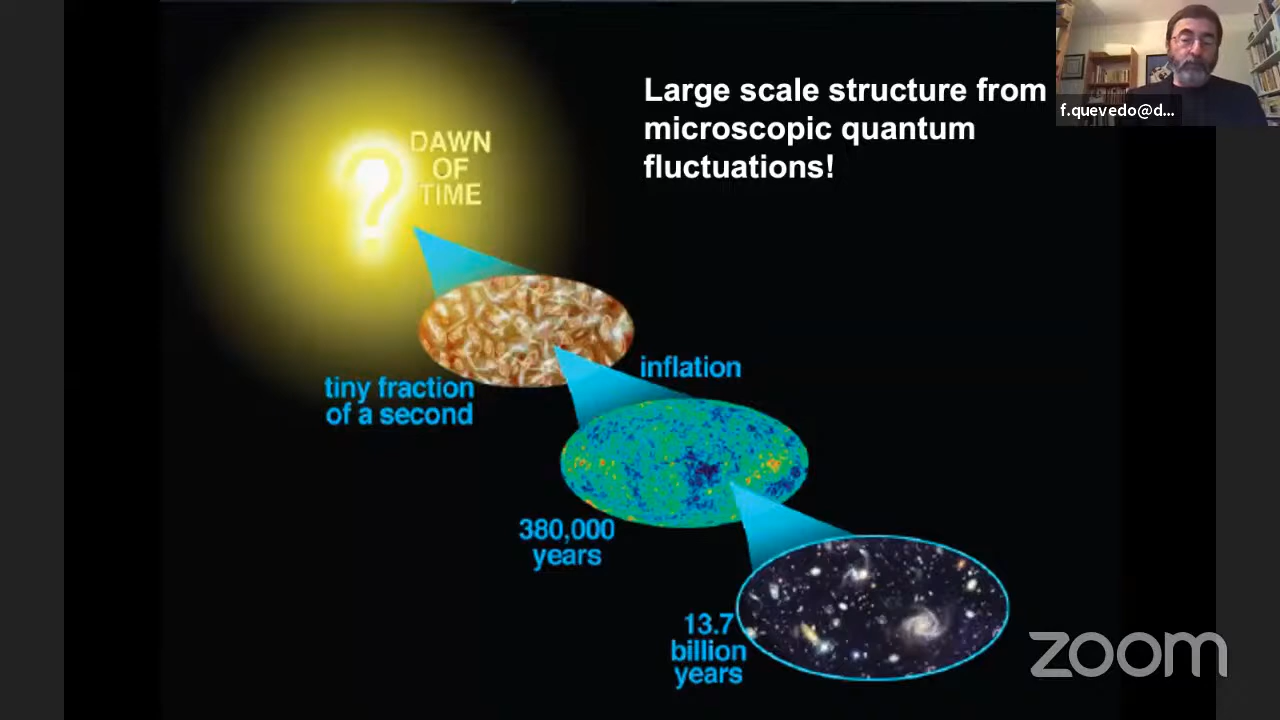 Large scale structure from
microscopic quantum
fluctuations!
f.quevedo@d...
?
DAWN
OF
TIME
inflation
tiny fraction
of a second
380,000
years
13.7
billion
years
zoom